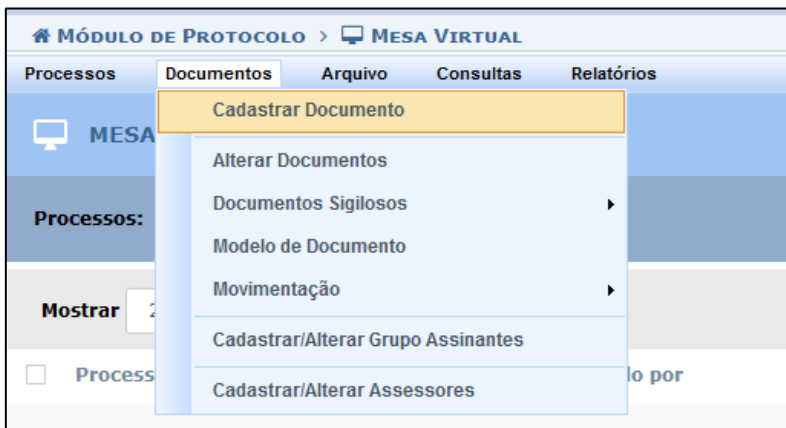 MÓDULO DE PROTOCOLO > MESA VIRTUAL
Processos Documentos Arquivo Consultas Relatórios
MESA
Cadastrar Documento
Alterar Documentos
Processos:
Documentos Sigilosos
Modelo de Documento
Movimentação
Mostrar 2
Cadastrar/Alterar Grupo Assinantes
Process lo por
Cadastrar/Alterar Assessores